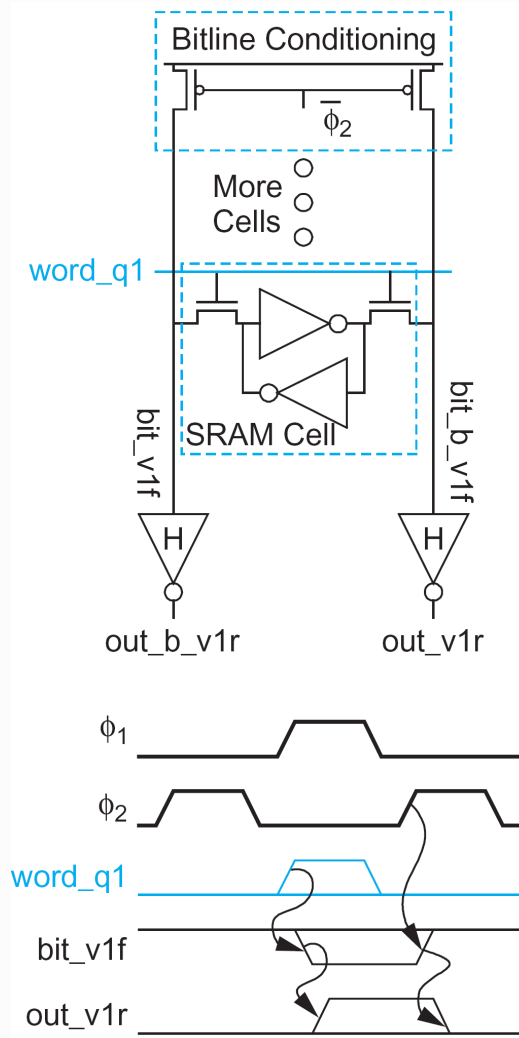 Bitline Conditioning
ϕ̅₂
More
Cells
word_q1
SRAM Cell
bit_v1f
bit_b_v1f
H
H
out_b_v1r
out_v1r
ϕ₁
ϕ₂
word_q1
bit_v1f
out_v1r